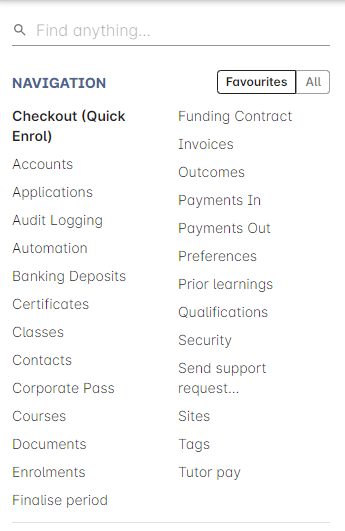 Find anything...
NAVIGATION
Favourites
All
Checkout (Quick
Enrol)
Accounts
Applications
Audit Logging
Automation
Banking Deposits
Certificates
Classes
Contacts
Corporate Pass
Courses
Documents
Enrolments
Finalise period
Funding Contract
Invoices
Outcomes
Payments In
Payments Out
Preferences
Prior learnings
Qualifications
Security
Send support
request...
Sites
Tags
Tutor pay